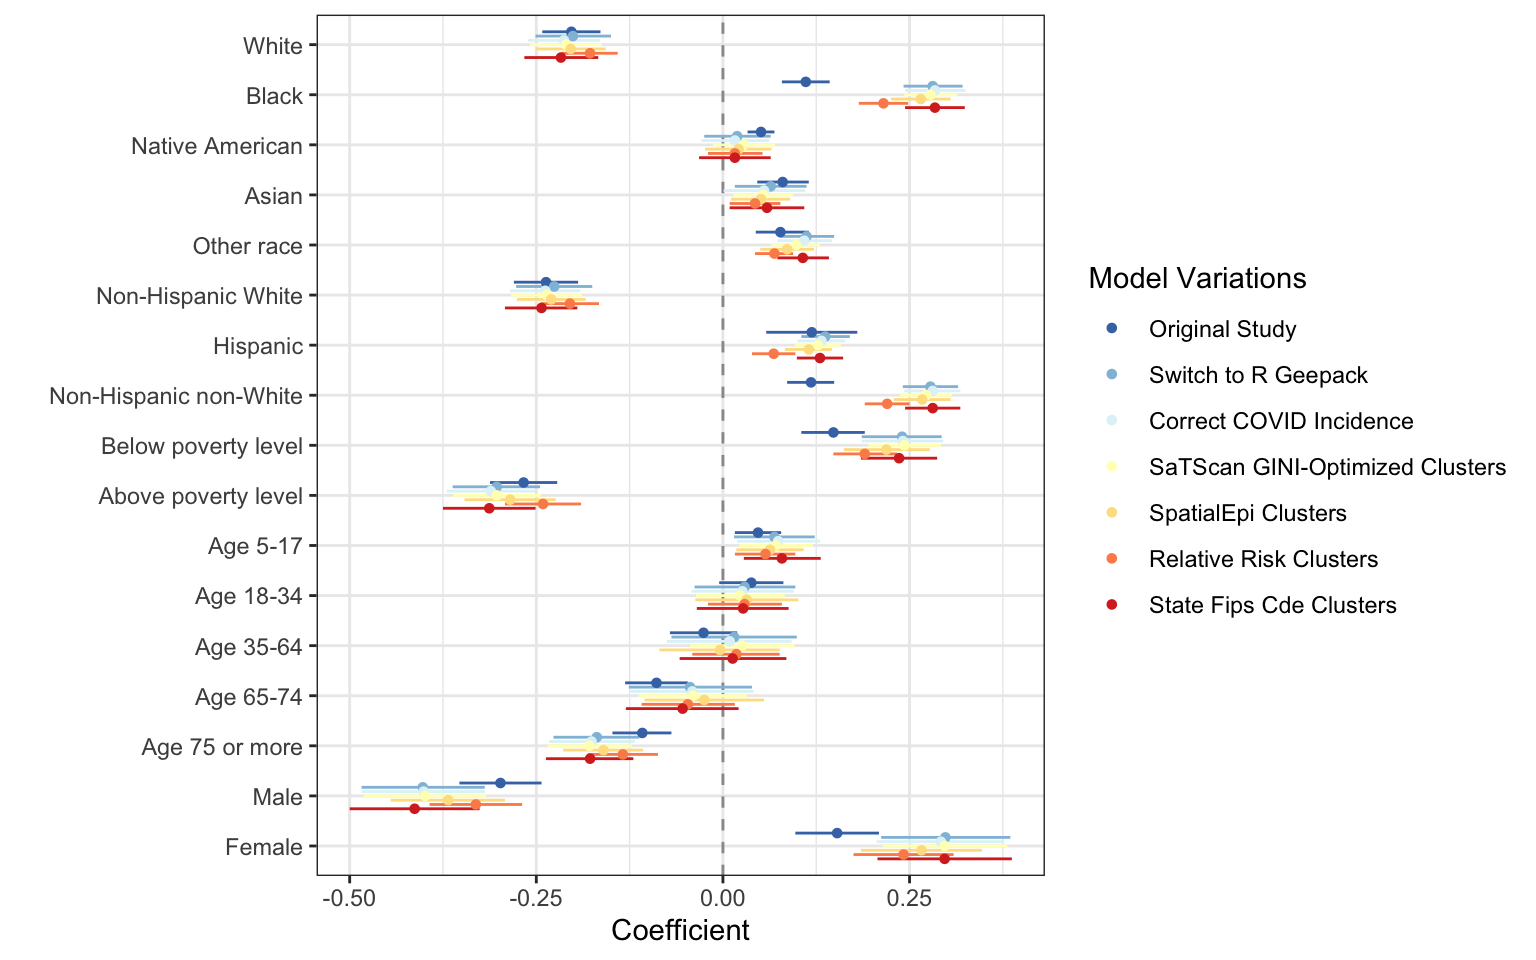 White
Black
Native American
Asian
Other race
Non-Hispanic White
Hispanic
Non-Hispanic non-White
Below poverty level
Above poverty level
Age 5-17
Age 18-34
Age 35-64
Age 65-74
Age 75 or more
Male
Female
-0.50 -0.25 0.00 0.25
Coefficient
Model Variations
Original Study
Switch to R Geepack
Correct COVID Incidence
SaTScan GINI-Optimized Clusters
SpatialEpi Clusters
Relative Risk Clusters
State Fips Cde Clusters